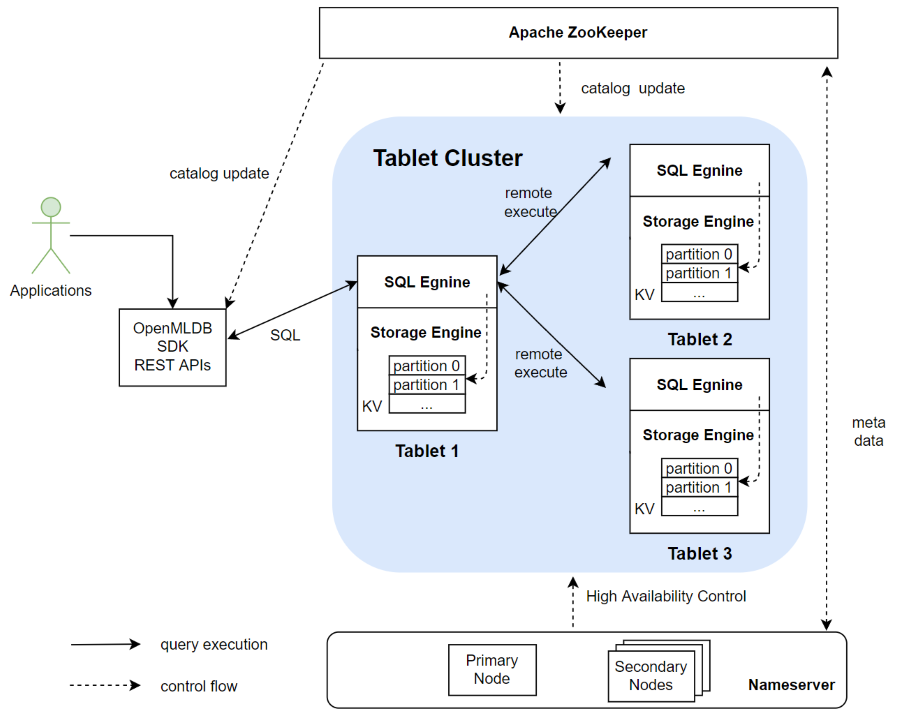 Apache ZooKeeper
catalog update
catalog update
Tablet Cluster
Applications
OpenMLDB
SDK
REST APIs
SQL
SQL Egnine
Storage Engine
partition 0
partition 1
...
KV
Tablet 1
remote
execute
remote
execute
SQL Egnine
Storage Engine
partition 0
partition 1
...
KV
Tablet 2
SQL Egnine
Storage Engine
partition 0
partition 1
...
KV
Tablet 3
meta
data
High Availability Control
query execution
control flow
Primary
Node
Secondary
Nodes
Nameserver